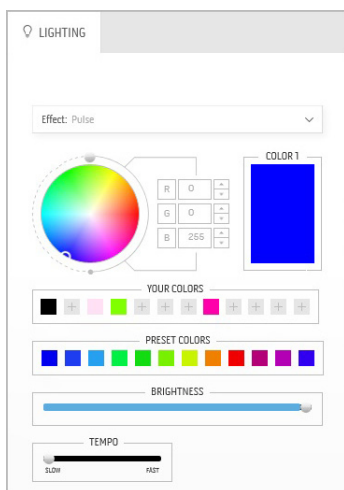 LIGHTING
Effect: Pulse
COLOR 1
R 0
G 0
B 255
YOUR COLORS
PRESET COLORS
BRIGHTNESS
TEMPO
SLOW FAST